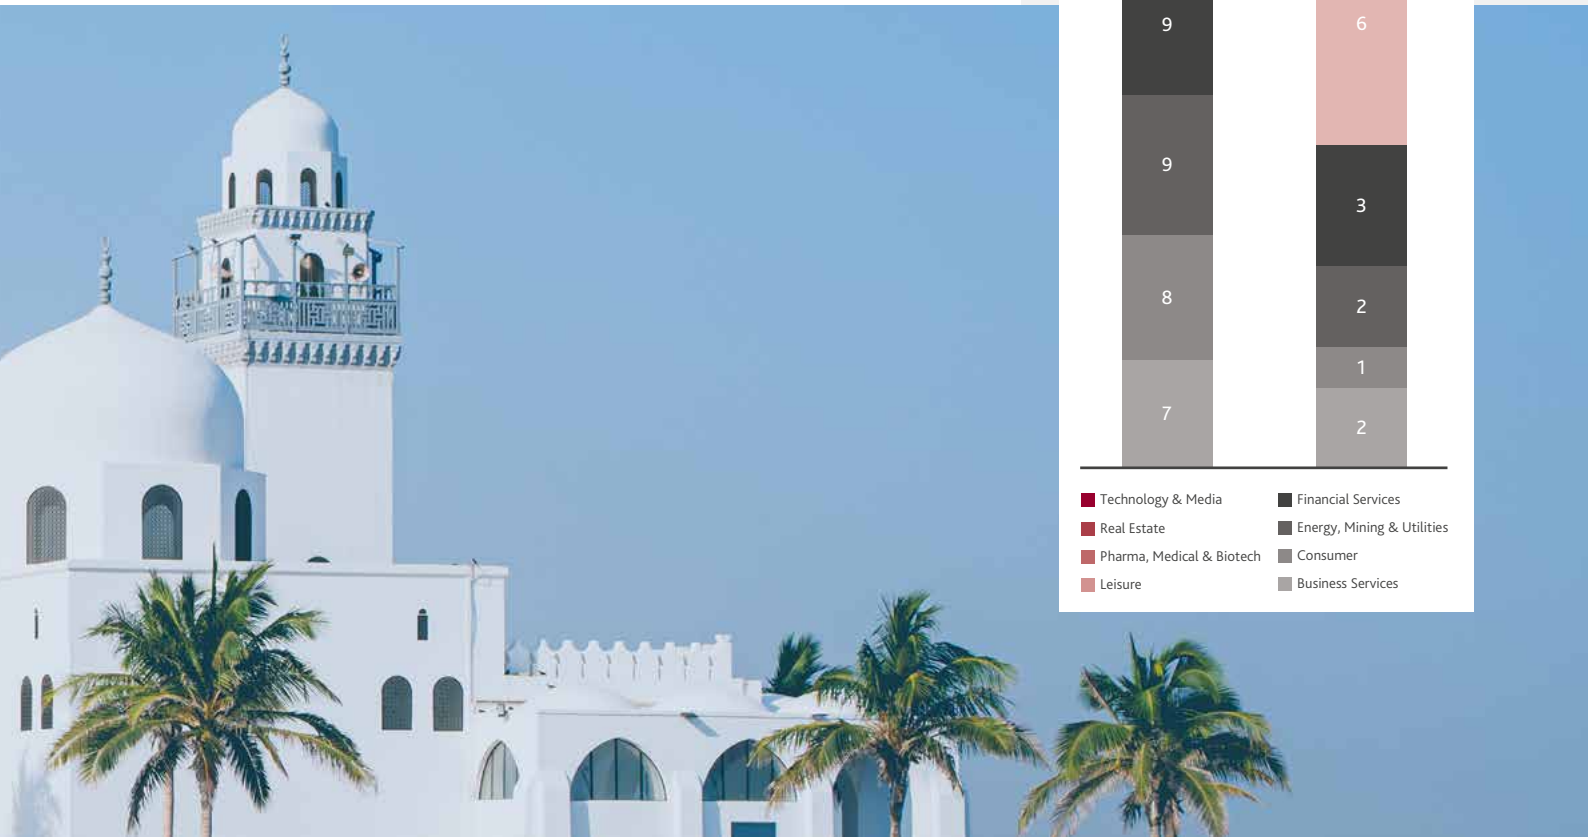 9
6
9
3
8
2
1
7
2
Technology & Media
Real Estate
Pharma, Medical & Biotech
Leisure
Financial Services
Energy, Mining & Utilities
Consumer
Business Services